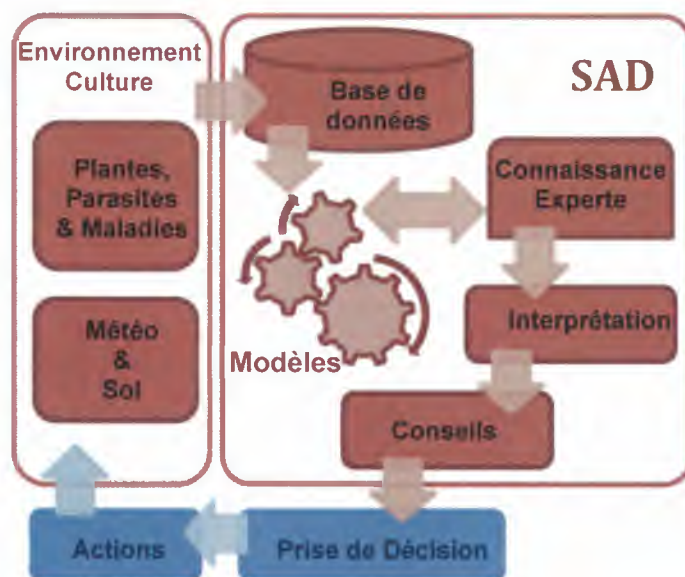 Environnement
Culture
SAD
Base de
données
Plantes,
Parasites
& Maladies
Connaissance
Experte
Météo
&
Sol
Interprétation
Modèles
Conseils
Actions
Prise de Décision